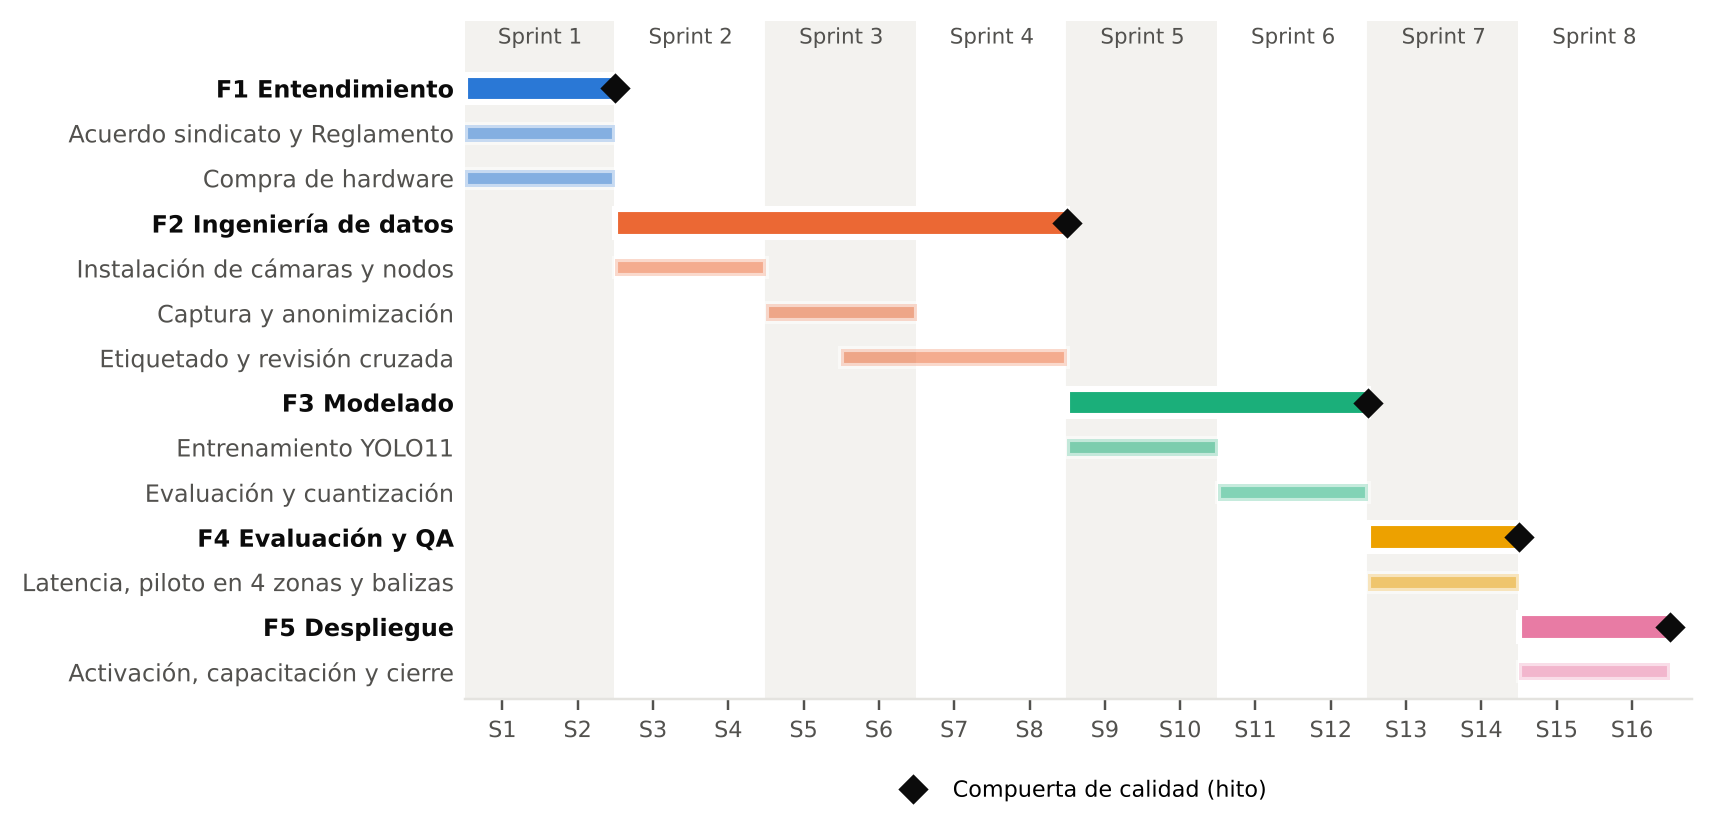 Sprint 1 Sprint 2 Sprint 3 Sprint 4 Sprint 5 Sprint 6 Sprint 7 Sprint 8
F1 Entendimiento
Acuerdo sindicato y Reglamento
Compra de hardware
F2 Ingeniería de datos
Instalación de cámaras y nodos
Captura y anonimización
Etiquetado y revisión cruzada
F3 Modelado
Entrenamiento YOLO11
Evaluación y cuantización
F4 Evaluación y QA
Latencia, piloto en 4 zonas y balizas
F5 Despliegue
Activación, capacitación y cierre
S1 S2 S3 S4 S5 S6 S7 S8 S9 S10 S11 S12 S13 S14 S15 S16
Compuerta de calidad (hito)